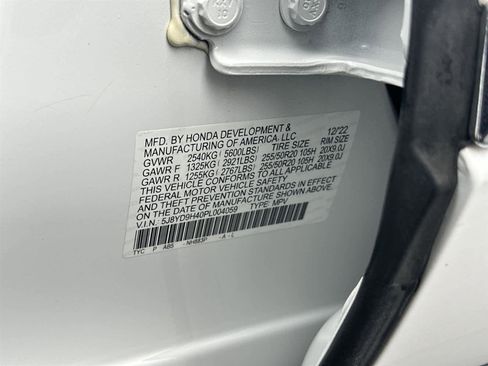 MFD. BY HONDA DEVELOPMENT & 12/22
MANUFACTURING OF AMERICA. LLC
GVWR 2540KG(5600LBS) TIRE SIZE RIM SIZE
GAWR F 1325KG(2921LBS) 255/50R20 105H 20X9.0J
GAWR R 1255KG(2767LBS) 255/50R20 105H 20X9.0J
THIS VEHICLE CONFORMS TO ALL APPLICABLE
FEDERAL MOTOR VEHICLE SAFETY AND
THEFT PREVENTION STANDARDS IN EFFECT
ON THE DATE OF MANUFACTURE SHOWN ABOVE.
V.I.N.: 5J8YD9H40PL004059 TYPE: MPV
TYC P AB5 - NH883P - A - L